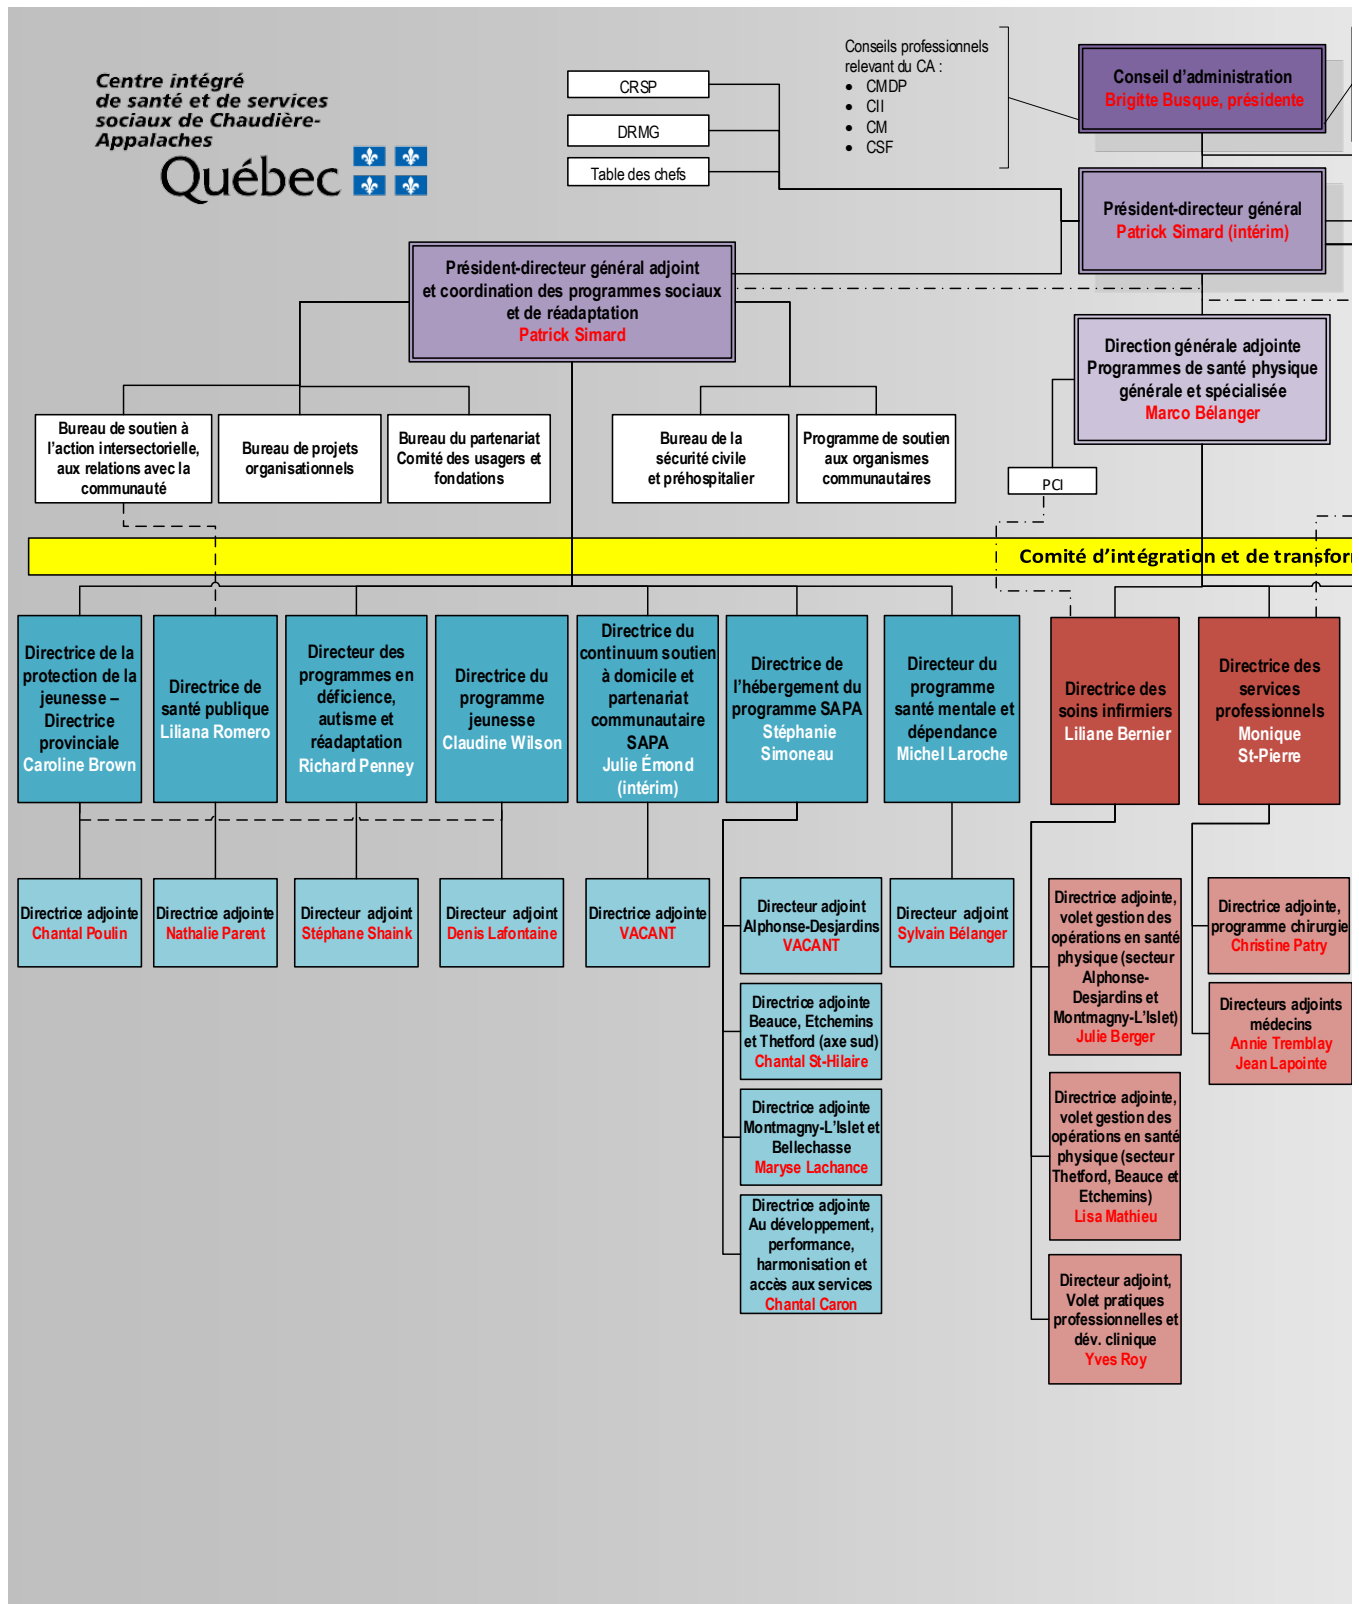 Centre intégré
de santé et de services
sociaux de Chaudière-
Appalaches
Québec
CRSP
DRMG
Table des chefs
Conseils professionnels
relevant du CA :
• CMDP
• CII
• CM
• CSF
Conseil d'administration
Brigitte Busque, présidente
Président-directeur général
Patrick Simard (intérim)
Président-directeur général adjoint
et coordination des programmes sociaux
et de réadaptation
Patrick Simard
Direction générale adjointe
Programmes de santé physique
générale et spécialisée
Marco Bélanger
Bureau de soutien à
l'action intersectorielle,
aux relations avec la
communauté
Bureau de projets
organisationnels
Bureau du partenariat
Comité des usagers et
fondations
Bureau de la
sécurité civile
et préhospitalier
Programme de soutien
aux organismes
communautaires
PCI
Comité d'intégration et de transfor
Directrice de la
protection de la
jeunesse –
Directrice
provinciale
Caroline Brown
Directrice de
santé publique
Liliana Romero
Directeur des
programmes en
déficience,
autisme et
réadaptation
Richard Penney
Directrice du
programme
jeunesse
Claudine Wilson
Directrice du
continuum soutien
à domicile et
partenariat
communautaire
SAPA
Julie Émond
(intérim)
Directrice de
l'hébergement du
programme SAPA
Stéphanie
Simoneau
Directeur du
programme
santé mentale et
dépendance
Michel Laroche
Directrice des
soins infirmiers
Liliane Bernier
Directrice des
services
professionnels
Monique
St-Pierre
Directrice adjointe
Chantal Poulin
Directrice adjointe
Nathalie Parent
Directeur adjoint
Stéphane Shaink
Directeur adjoint
Denis Lafontaine
Directrice adjointe
VACANT
Directeur adjoint
Alphonse-Desjardins
VACANT
Directrice adjointe
Beauce, Etchemins
et Thetford (axe sud)
Chantal St-Hilaire
Directrice adjointe
Montmagny-L'Islet et
Bellechasse
Maryse Lachance
Directrice adjointe
Au développement,
performance,
harmonisation et
accès aux services
Chantal Caron
Directeur adjoint
Sylvain Bélanger
Directrice adjointe,
volet gestion des
opérations en santé
physique (secteur
Alphonse-
Desjardins et
Montmagny-L'Islet)
Julie Berger
Directrice adjointe,
volet gestion des
opérations en santé
physique (secteur
Thetford, Beauce et
Etchemins)
Lisa Mathieu
Directeur adjoint,
Volet pratiques
professionnelles et
dév. clinique
Yves Roy
Directrice adjointe,
programme chirurgie
Christine Patry
Directeurs adjoints
médecins
Annie Tremblay
Jean Lapointe